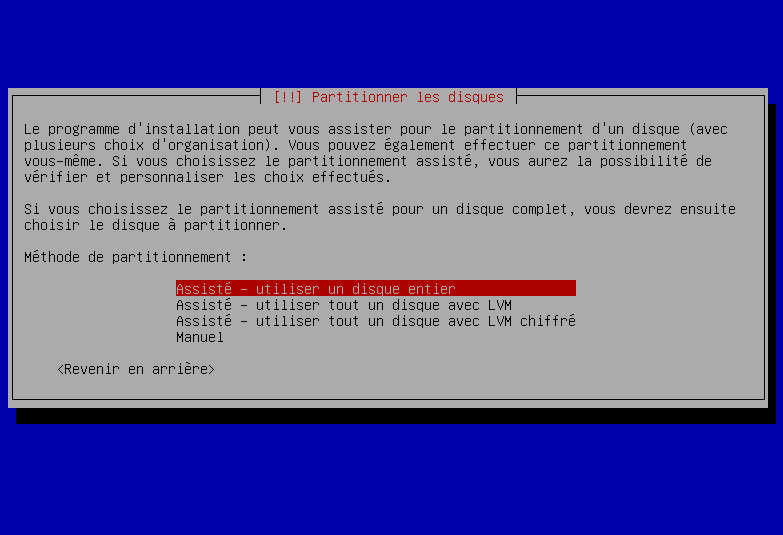 [!!] Partitionner les disques
Le programme d'installation peut vous assister pour le partitionnement d'un disque (avec
plusieurs choix d'organisation). Vous pouvez également effectuer ce partitionnement
vous-même. Si vous choisissez le partitionnement assisté, vous aurez la possibilité de
vérifier et personnaliser les choix effectués.
Si vous choisissez le partitionnement assisté pour un disque complet, vous devrez ensuite
choisir le disque à partitionner.
Méthode de partitionnement :
Assisté - utiliser un disque entier
Assisté - utiliser tout un disque avec LVM
Assisté - utiliser tout un disque avec LVM chiffré
Manuel
<Revenir en arrière>